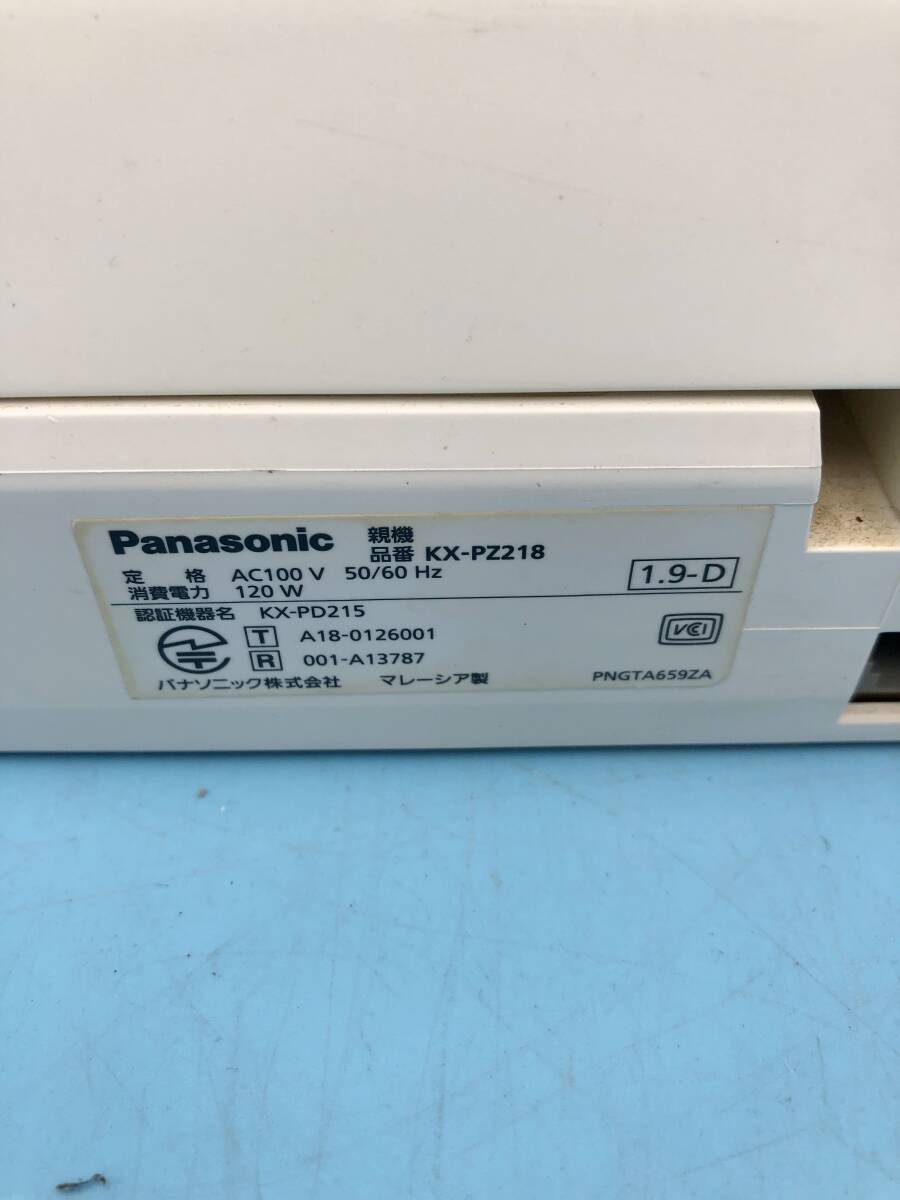 Panasonic 親機
品番 KX-PZ218
定 格 AC100 V 50/60 Hz
消費電力 120 W
1.9-D
認証機器名 KX-PD215
T A18-0126001
R 001-A13787
VCCI
パナソニック株式会社 マレーシア製
PNGTA659ZA